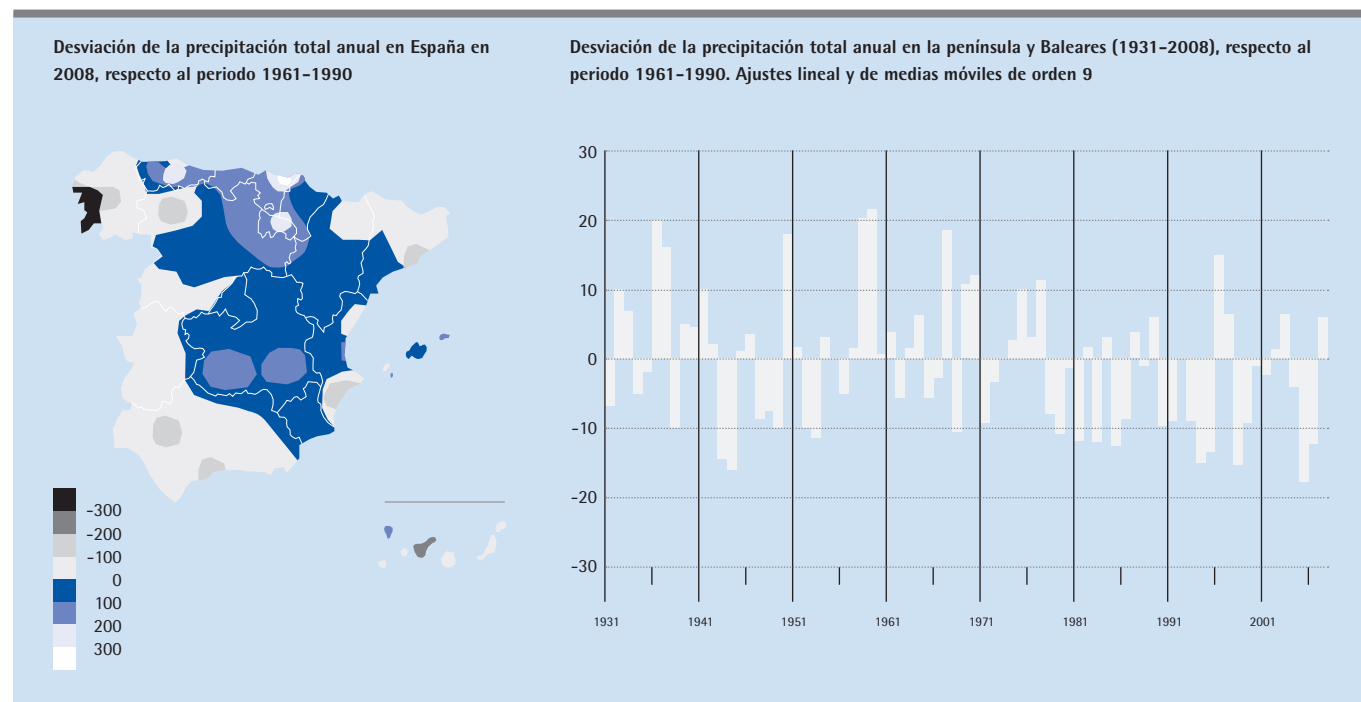 Desviación de la precipitación total anual en España en
2008, respecto al periodo 1961-1990
-300
-200
-100
0
100
200
300
Desviación de la precipitación total anual en la península y Baleares (1931-2008), respecto al
periodo 1961-1990. Ajustes lineal y de medias móviles de orden 9
30
20
10
0
-10
-20
-30
1931 1941 1951 1961 1971 1981 1991 2001